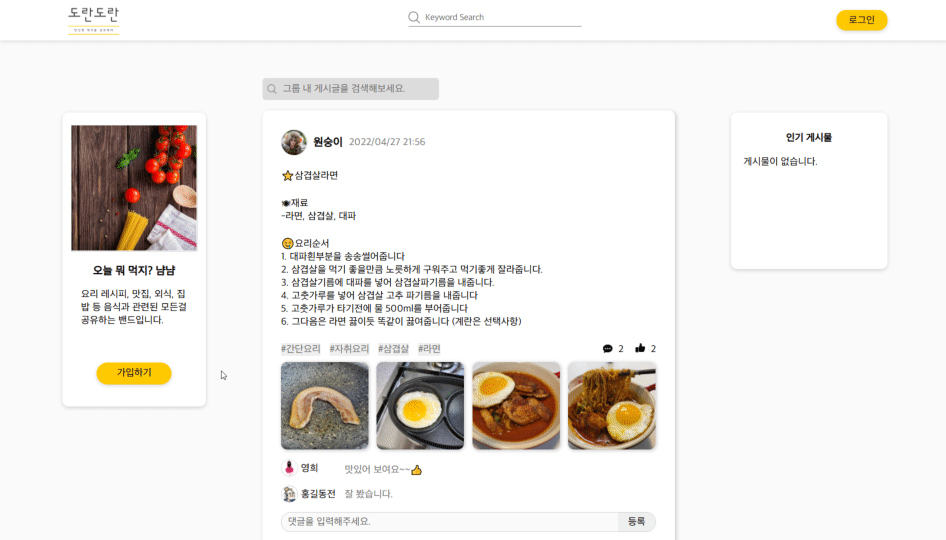 도란도란
Keyword Search
로그인
그룹 내 게시글을 검색해보세요.
오늘 뭐 먹지? 냠냠
요리 레시피, 맛집, 외식, 집
밥 등 음식과 관련된 모든걸
공유하는 밴드입니다.
가입하기
원숭이 2022/04/27 21:56
⭐삼겹살라면
🍽재료
-라면, 삼겹살, 대파
😋요리순서
1. 대파흰부분을 송송썰어줍니다
2. 삼겹살을 먹기 좋을만큼 노릇하게 구워주고 먹기좋게 잘라줍니다.
3. 삼겹살기름에 대파를 넣어 삼겹살파기름을 내줍니다.
4. 고춧가루를 넣어 삼겹살 고추 파기름을 내줍니다
5. 고춧가루가 타기전에 물 500ml를 부어줍니다
6. 그다음은 라면 끓이듯 똑같이 끓여줍니다 (계란은 선택사항)
#간단요리 #자취요리 #삼겹살 #라면
2 2
영희 맛있어 보여요~~👍
홍길동전 잘 봤습니다.
댓글을 입력해주세요. 등록
인기 게시물
게시물이 없습니다.